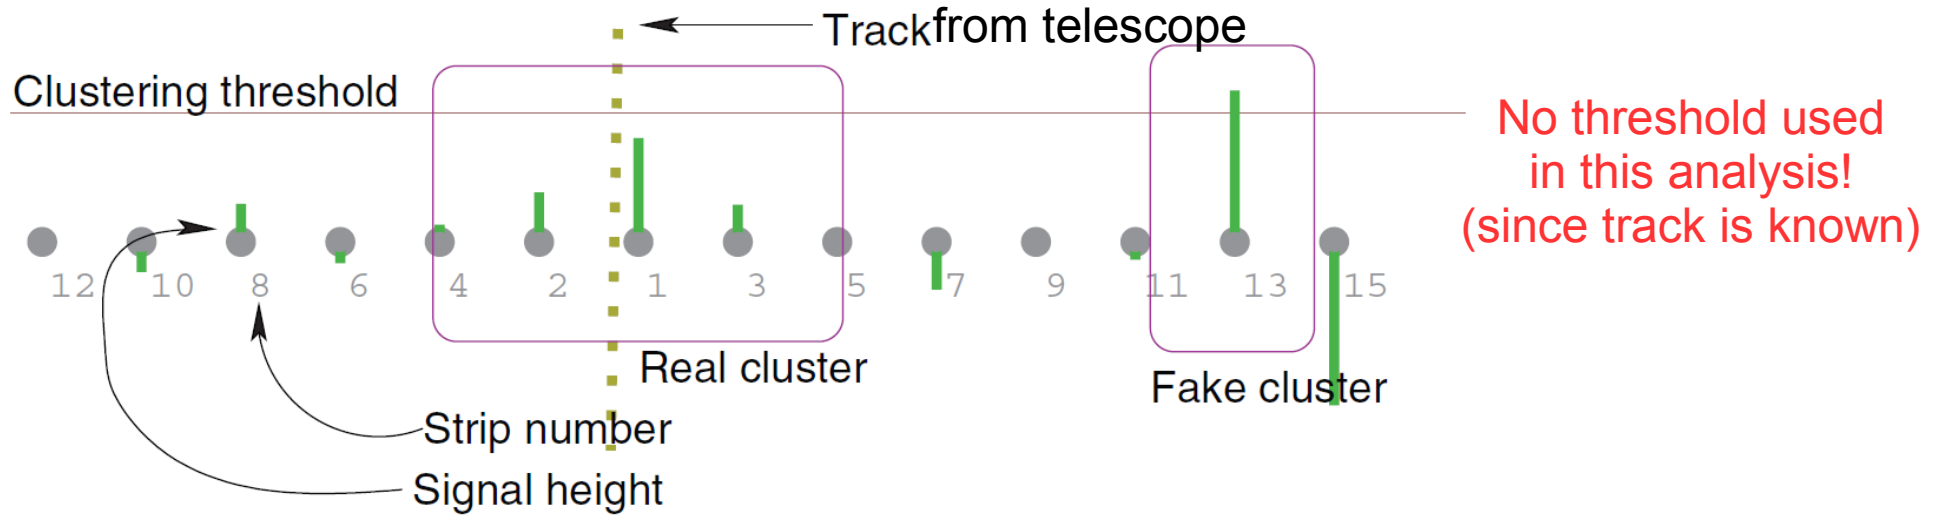 Track from telescope
Clustering threshold
No threshold used
in this analysis!
(since track is known)
12 10 8 6 4 2 1 3 5 7 9 11 13 15
Real cluster
Fake cluster
Strip number
Signal height